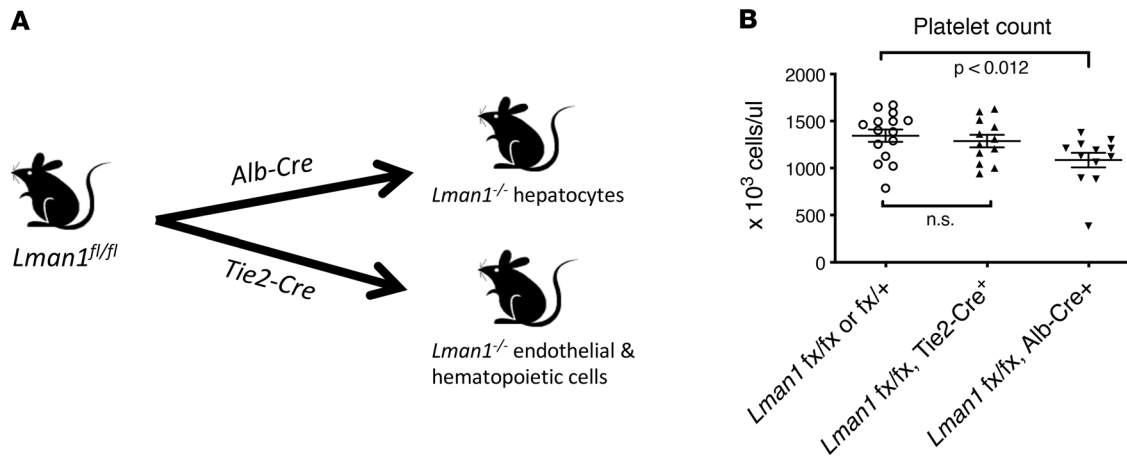 A
Lman1fl/fl
Alb-Cre
Tie2-Cre
Lman1-/- hepatocytes
Lman1-/- endothelial &
hematopoietic cells
B
Platelet count
p < 0.012
x 10³ cells/ul
2000
1500
1000
500
0
n.s.
Lman1 fx/fx or fx/+
Lman1 fx/fx, Tie2-Cre+
Lman1 fx/fx, Alb-Cre+